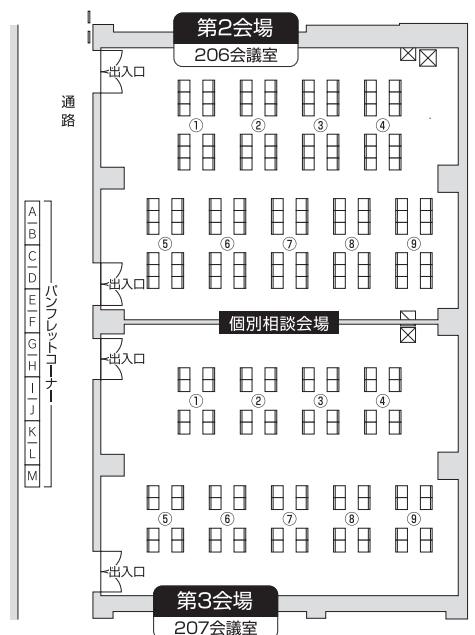 第2会場
206会議室
出入口
通路
① ② ③ ④
⑤ ⑥ ⑦ ⑧ ⑨
出入口
A
B
C
D
E
F
G
H
I
J
K
L
M
パンフレットコーナー
個別相談会場
出入口
① ② ③ ④
⑤ ⑥ ⑦ ⑧ ⑨
出入口
第3会場
207会議室